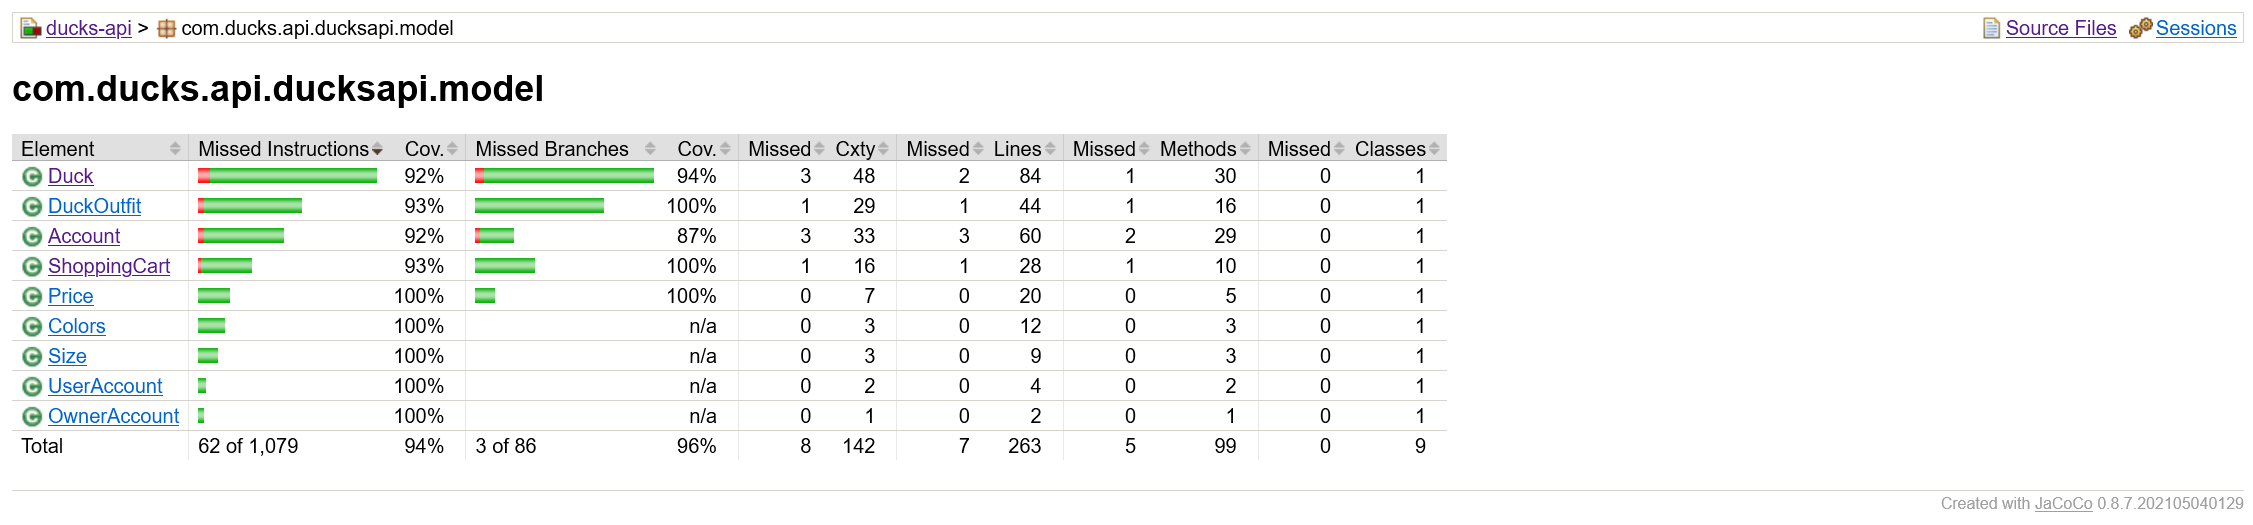 ducks-api > com.ducks.api.ducksapi.model Source Files Sessions
com.ducks.api.ducksapi.model
Element Missed Instructions Cov. Missed Branches Cov. Missed Cxty Missed Lines Missed Methods Missed Classes
Duck 92% 94% 3 48 2 84 1 30 0 1
DuckOutfit 93% 100% 1 29 1 44 1 16 0 1
Account 92% 87% 3 33 3 60 2 29 0 1
ShoppingCart 93% 100% 1 16 1 28 1 10 0 1
Price 100% 100% 0 7 0 20 0 5 0 1
Colors 100% n/a 0 3 0 12 0 3 0 1
Size 100% n/a 0 3 0 9 0 3 0 1
UserAccount 100% n/a 0 2 0 4 0 2 0 1
OwnerAccount 100% n/a 0 1 0 2 0 1 0 1
Total 62 of 1,079 94% 3 of 86 96% 8 142 7 263 5 99 0 9
Created with JaCoCo 0.8.7.202105040129